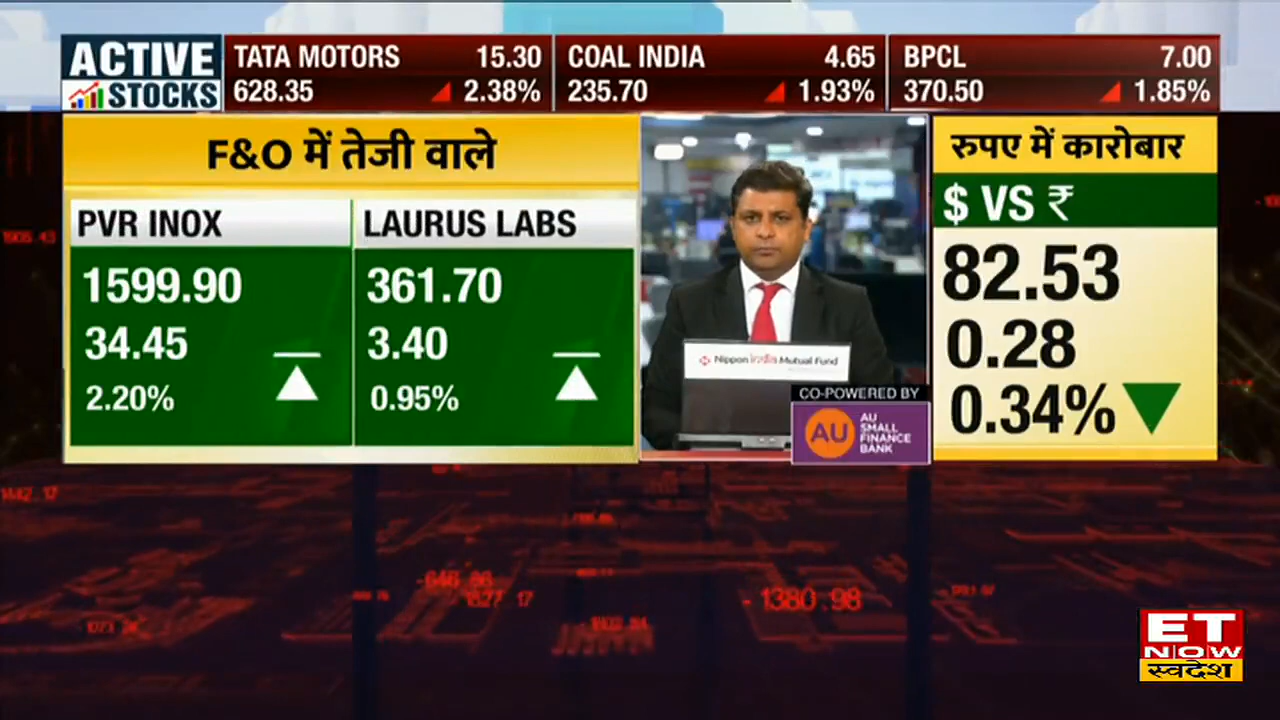 ACTIVE
STOCKS
TATA MOTORS 15.30
628.35 2.38%
COAL INDIA 4.65
235.70 1.93%
BPCL 7.00
370.50 1.85%
F&O में तेजी वाले
PVR INOX
1599.90
34.45
2.20%
LAURUS LABS
361.70
3.40
0.95%
Nippon india Mutual Fund
CO-POWERED BY
AU
AU
SMALL
FINANCE
BANK
रुपए में कारोबार
$ VS ₹
82.53
0.28
0.34%
-1380.98
ET
NOW
स्वदेश